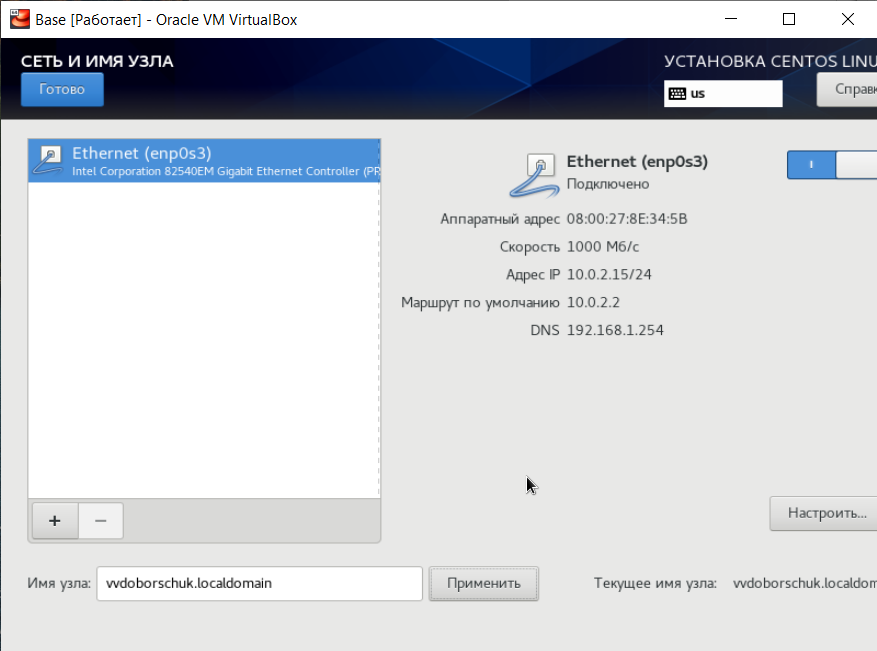 Base [Работает] - Oracle VM VirtualBox
СЕТЬ И ИМЯ УЗЛА
УСТАНОВКА CENTOS LINU
Готово
us
Справк
Ethernet (enp0s3)
Intel Corporation 82540EM Gigabit Ethernet Controller (PR
Ethernet (enp0s3)
Подключено
Аппаратный адрес 08:00:27:8E:34:5B
Скорость 1000 Мб/с
Адрес IP 10.0.2.15/24
Маршрут по умолчанию 10.0.2.2
DNS 192.168.1.254
Настроить...
Имя узла: vvdoborschuk.localdomain
Применить
Текущее имя узла: vvdoborschuk.localdom